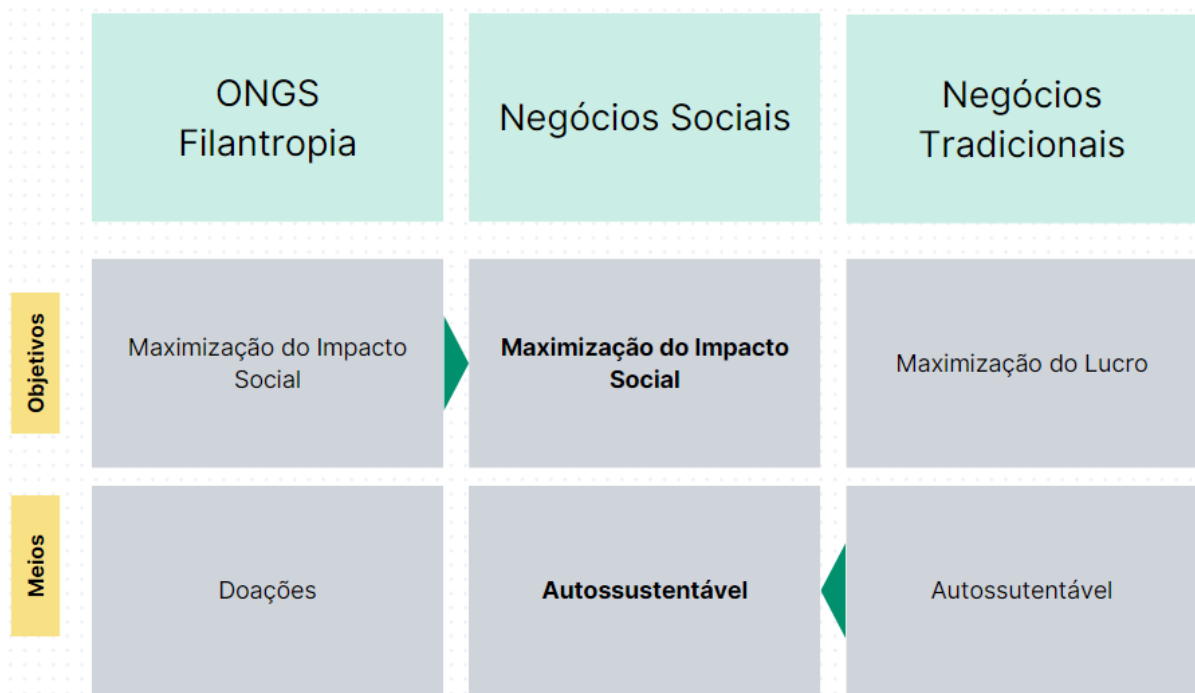 ONGS
Filantropia
Negócios Sociais
Negócios
Tradicionais
Objetivos
Maximização do Impacto
Social
Maximização do Impacto
Social
Maximização do Lucro
Meios
Doações
Autossustentável
Autossutentável